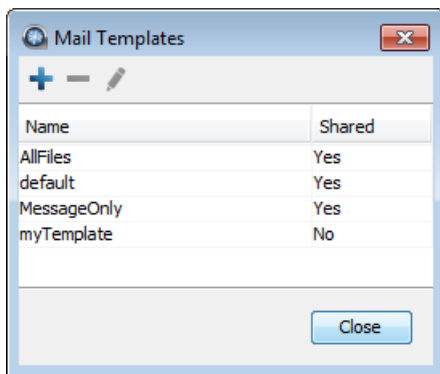 Mail Templates
Name Shared
AllFiles Yes
default Yes
MessageOnly Yes
myTemplate No
Close